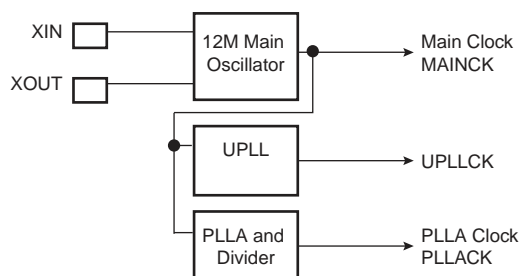 XIN
12M Main
Oscillator
Main Clock
MAINCK
XOUT
UPLL
UPLLCK
PLLA and
Divider
PLLA Clock
PLLACK